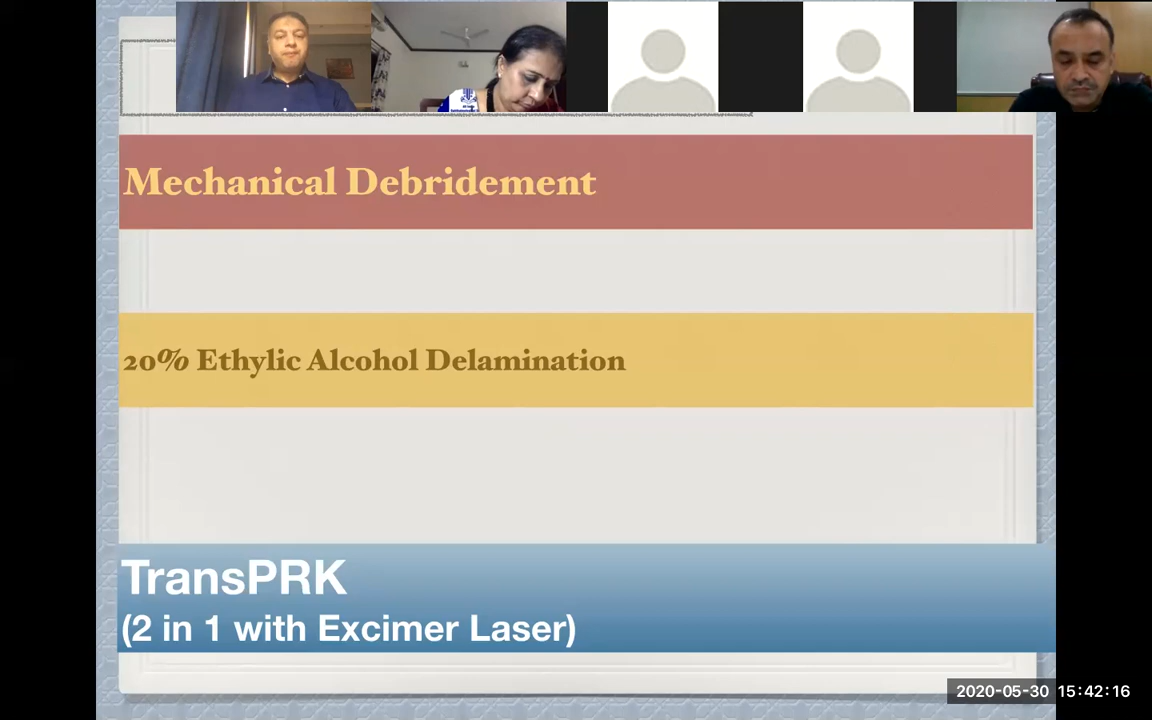 Mechanical Debridement
20% Ethylic Alcohol Delamination
TransPRK
(2 in 1 with Excimer Laser)
2020-05-30 15:42:16